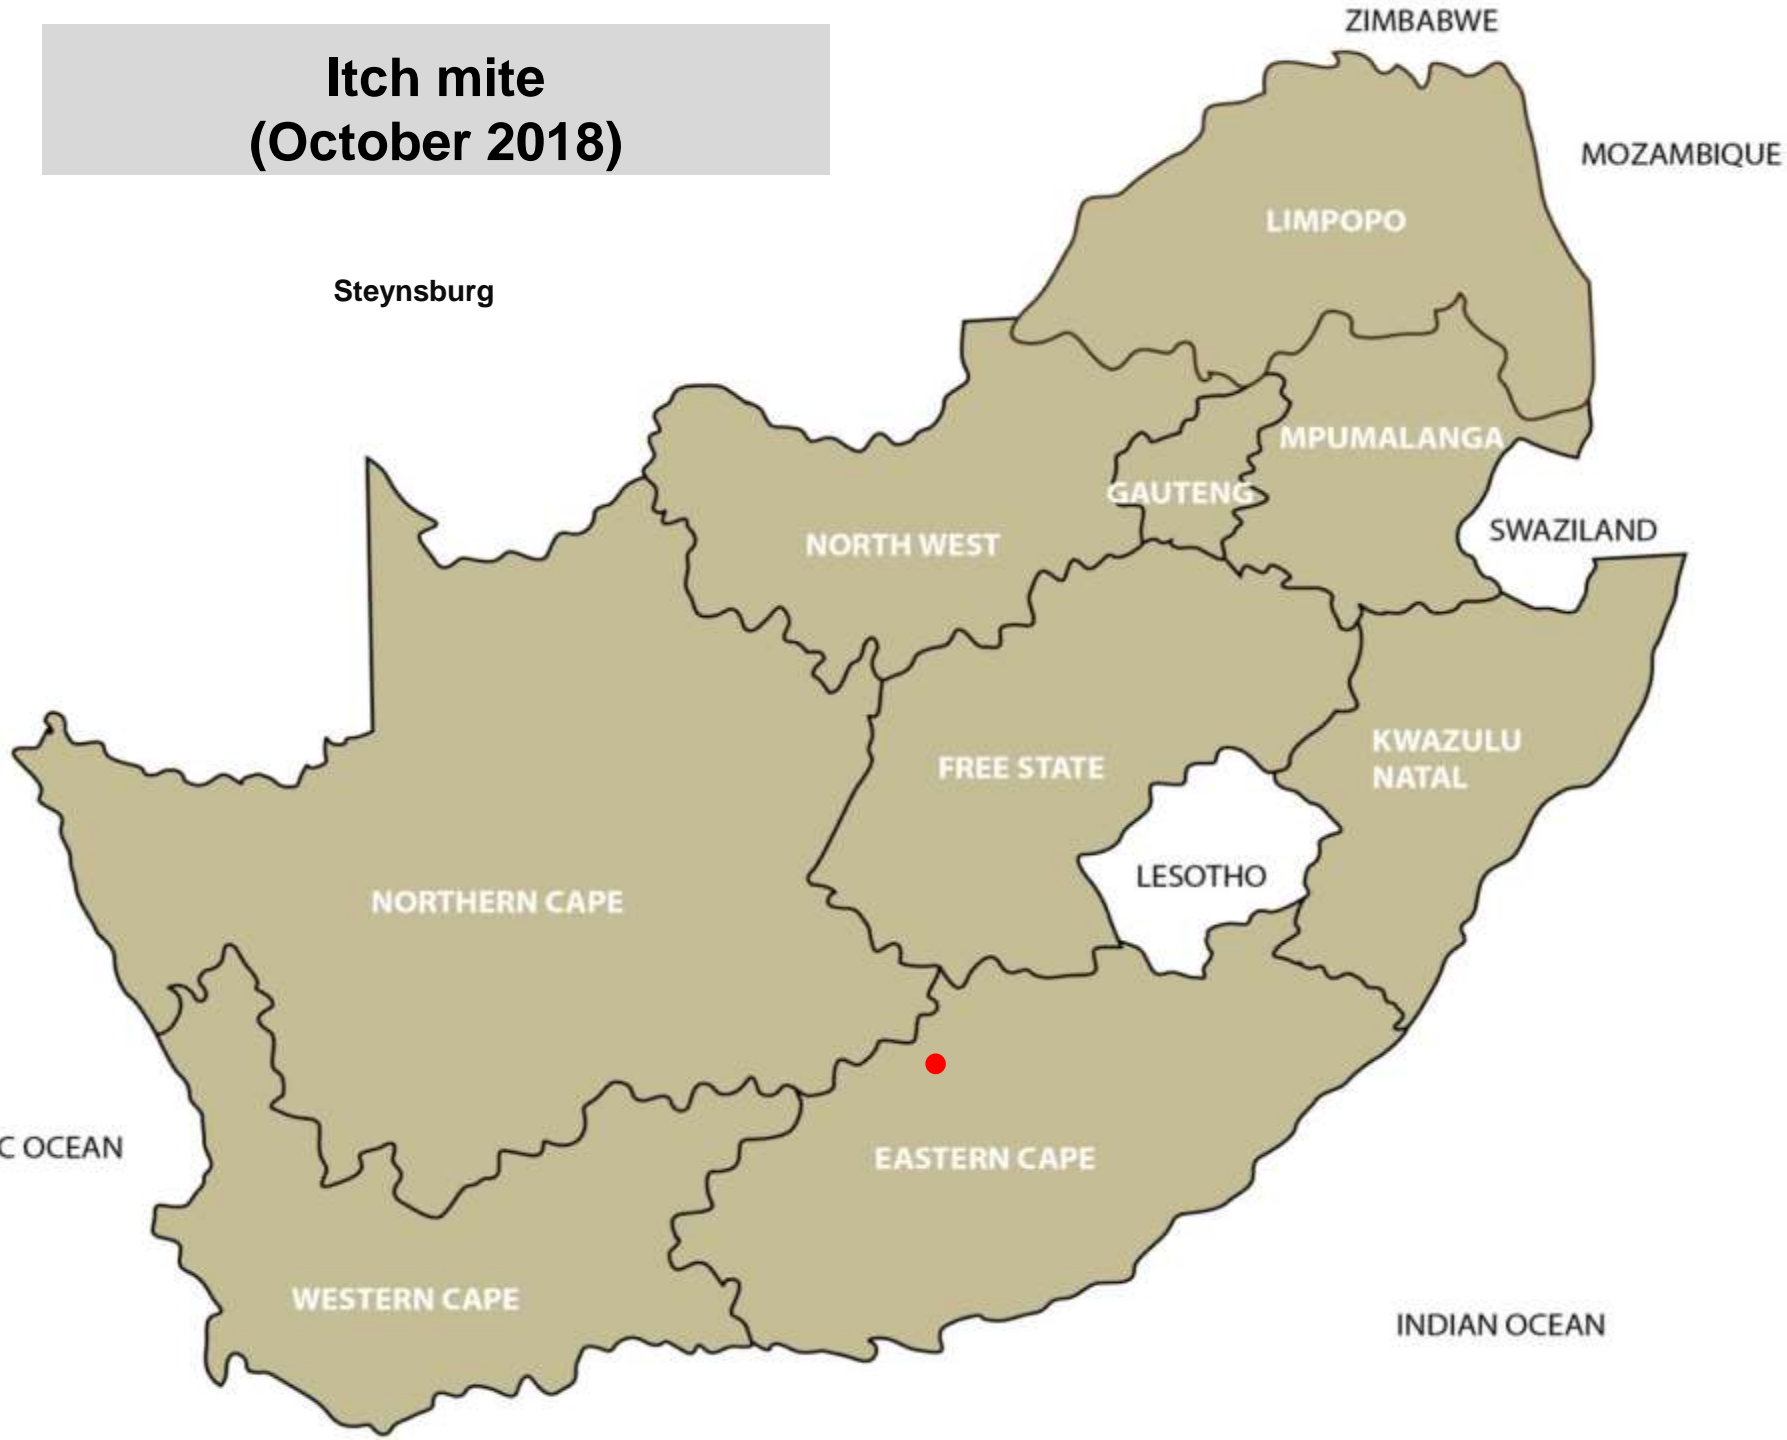 ZIMBABWE
Itch mite
(October 2018)
MOZAMBIQUE
LIMPOPO
Steynsburg
MPUMALANGA
GAUTENG
SWAZILAND
NORTH WEST
KWAZULU
NATAL
FREE STATE
LESOTHO
NORTHERN CAPE
C OCEAN
EASTERN CAPE
WESTERN CAPE
INDIAN OCEAN